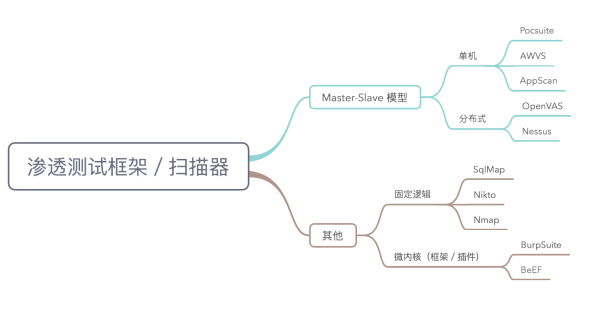 渗透测试框架 / 扫描器
Master-Slave 模型
单机
Pocsuite
AWVS
AppScan
分布式
OpenVAS
Nessus
其他
固定逻辑
SqlMap
Nikto
Nmap
微内核（框架 / 插件）
BurpSuite
BeEF